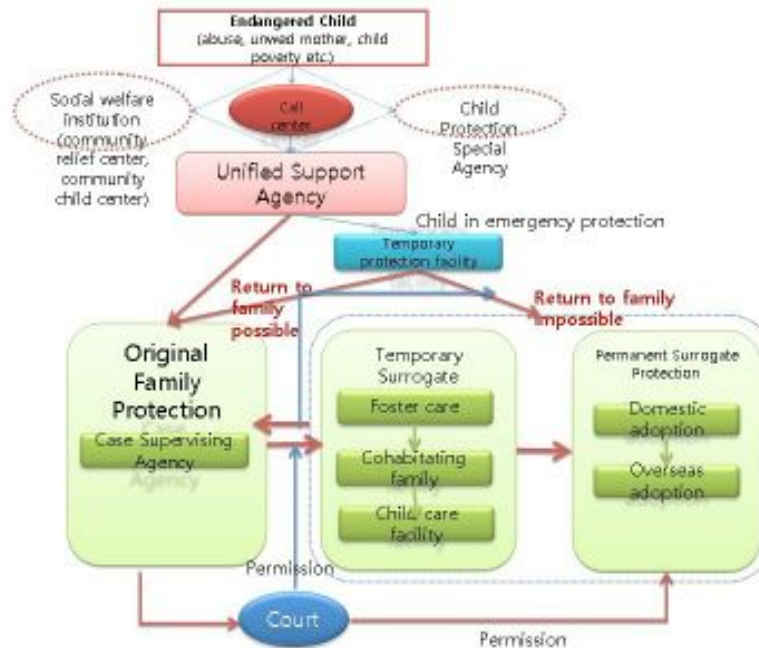 Endangered Child
(abuse, unwed mother, child
poverty etc.)
Social welfare
institution
(community
relief center,
community
child center)
Call
center
Child
Protection
Special
Agency
Unified Support
Agency
Child in emergency protection
Temporary
protection facility
Return to
family
possible
Return to family
impossible
Original
Family
Protection
Case Supervising
Agency
Temporary
Surrogate
Foster care
Cohabitating
family
Child care
facility
Permanent Surrogate
Protection
Domestic
adoption
Overseas
adoption
Permission
Court
Permission